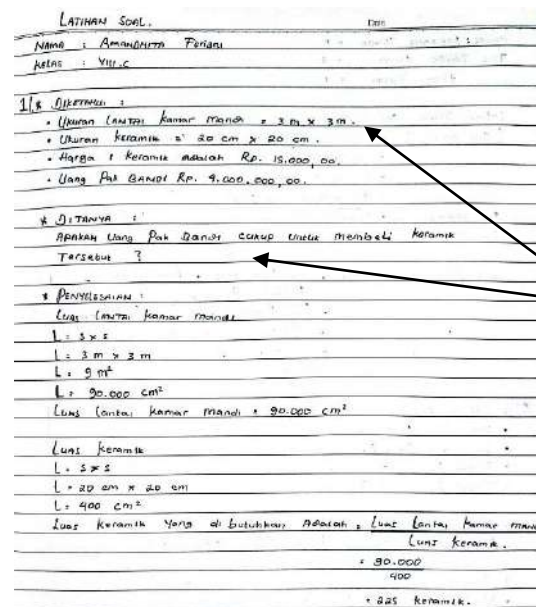 LATIHAN SOAL.
NAMA :
KELAS : VIII.C
1) * DIKETAHUI :
• Ukuran LANTAI kamar mandi = 3 m x 3 m.
• Ukuran keramik = 20 cm x 20 cm.
• Harga 1 keramik adalah Rp. 15.000,00.
• Uang Pak BANDI Rp. 4.000.000,00.
* DITANYA :
APAKAH Uang Pak Bandi cukup untuk membeli keramik
Tersebut ?
* PENYELESAIAN :
Luas LANTAI kamar mandi
L = s x s
L = 3 m x 3 m
L = 9 m²
L = 90.000 cm²
Luas lantai kamar mandi = 90.000 cm²
Luas keramik
L = s x s
L = 20 cm x 20 cm
L = 400 cm²
Luas keramik yang di butuhkan Adalah = Luas Lantai kamar
Luas keramik.
= 90.000
400
= 225 keramik.